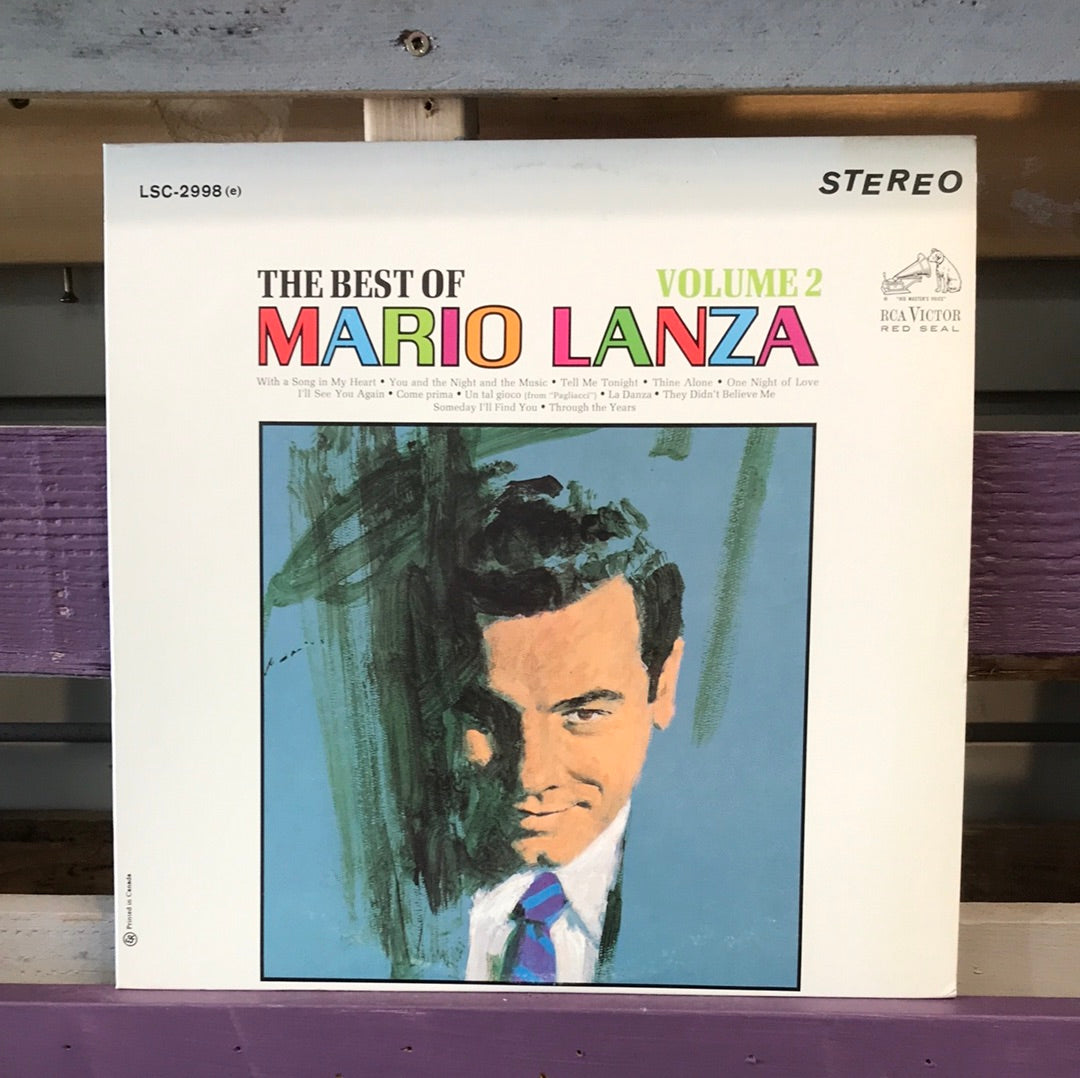 LSC-2998(e)
STEREO
THE BEST OF
VOLUME 2
MARIO LANZA
"HIS MASTER'S VOICE"
RCA VICTOR
RED SEAL
With a Song in My Heart • You and the Night and the Music • Tell Me Tonight • Thine Alone • One Night of Love
I'll See You Again • Come prima • Un tal gioco (from "Pagliacci") • La Danza • They Didn't Believe Me
Someday I'll Find You • Through the Years
Printed in Canada